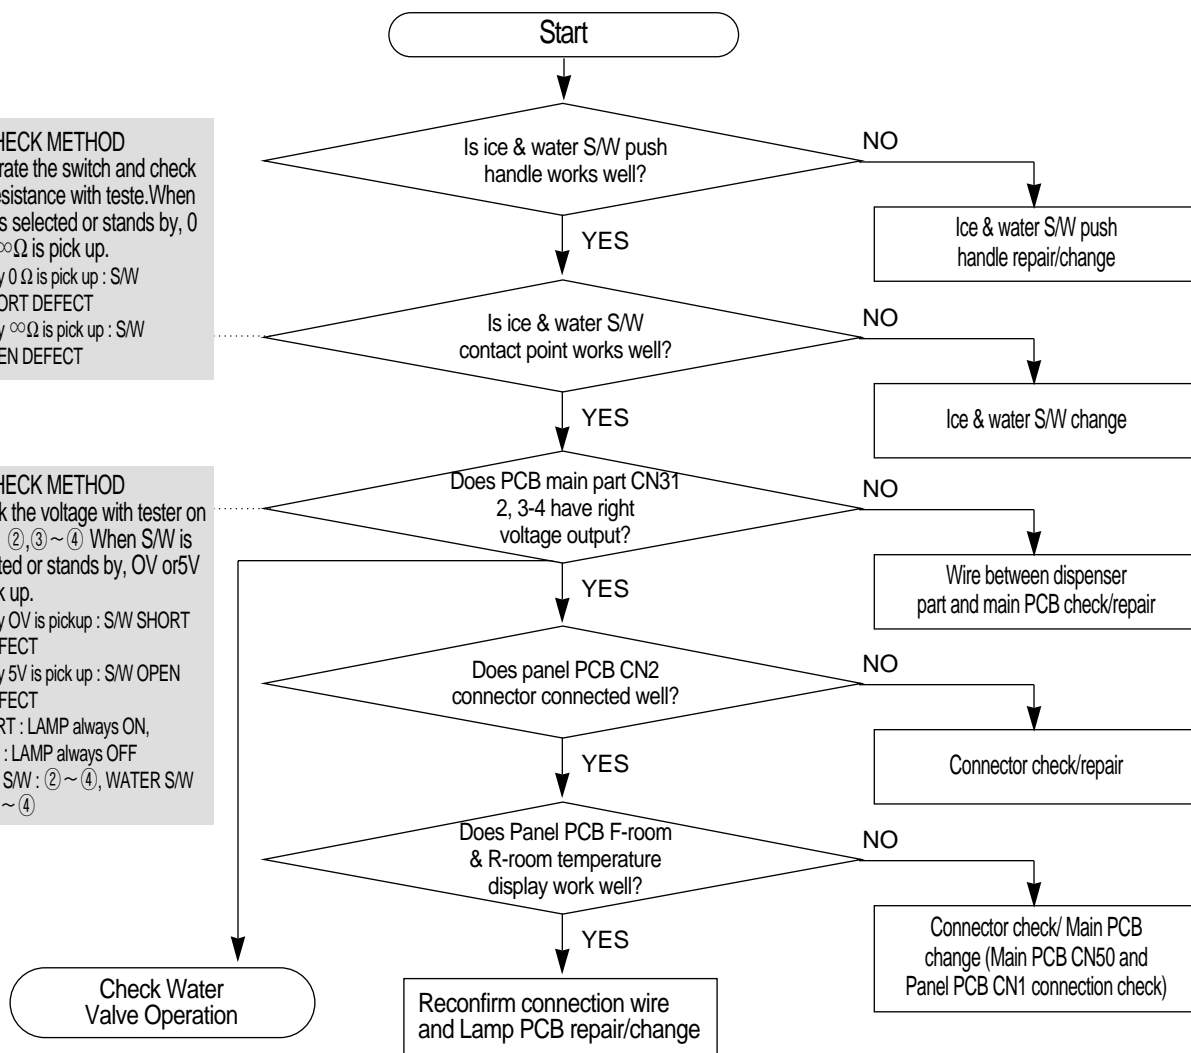 Start
HECK METHOD
rate the switch and check
esistance with teste.When
s selected or stands by, 0
∞Ω is pick up.
y 0 Ω is pick up : S/W
ORT DEFECT
y ∞Ω is pick up : S/W
EN DEFECT
Is ice & water S/W push
handle works well?
NO
Ice & water S/W push
handle repair/change
YES
Is ice & water S/W
contact point works well?
NO
Ice & water S/W change
YES
HECK METHOD
k the voltage with tester on
②,③~④ When S/W is
ted or stands by, OV or5V
k up.
y OV is pickup : S/W SHORT
FECT
y 5V is pick up : S/W OPEN
FECT
RT : LAMP always ON,
: LAMP always OFF
S/W : ②~④, WATER S/W
~④
Does PCB main part CN31
2, 3-4 have right
voltage output?
NO
Wire between dispenser
part and main PCB check/repair
YES
Does panel PCB CN2
connector connected well?
NO
Connector check/repair
YES
Does Panel PCB F-room
& R-room temperature
display work well?
NO
Connector check/ Main PCB
change (Main PCB CN50 and
Panel PCB CN1 connection check)
YES
Check Water
Valve Operation
Reconfirm connection wire
and Lamp PCB repair/change